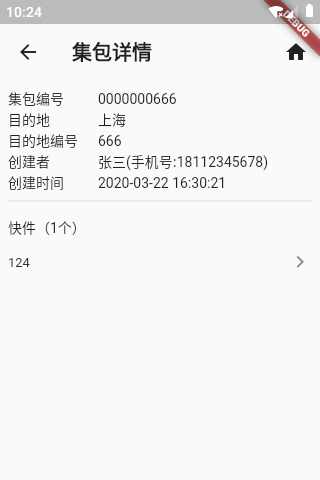 10:24
DEBUG
集包详情
集包编号 0000000666
目的地 上海
目的地编号 666
创建者 张三(手机号:18112345678)
创建时间 2020-03-22 16:30:21
快件（1个）
124